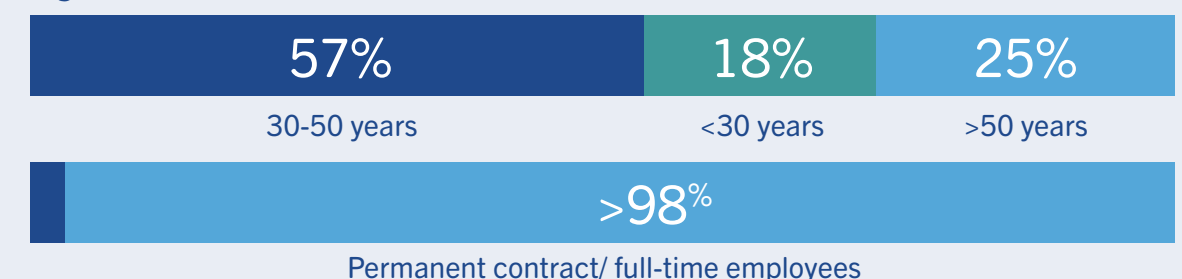 57% 18% 25%
30-50 years <30 years >50 years
>98%
Permanent contract/ full-time employees